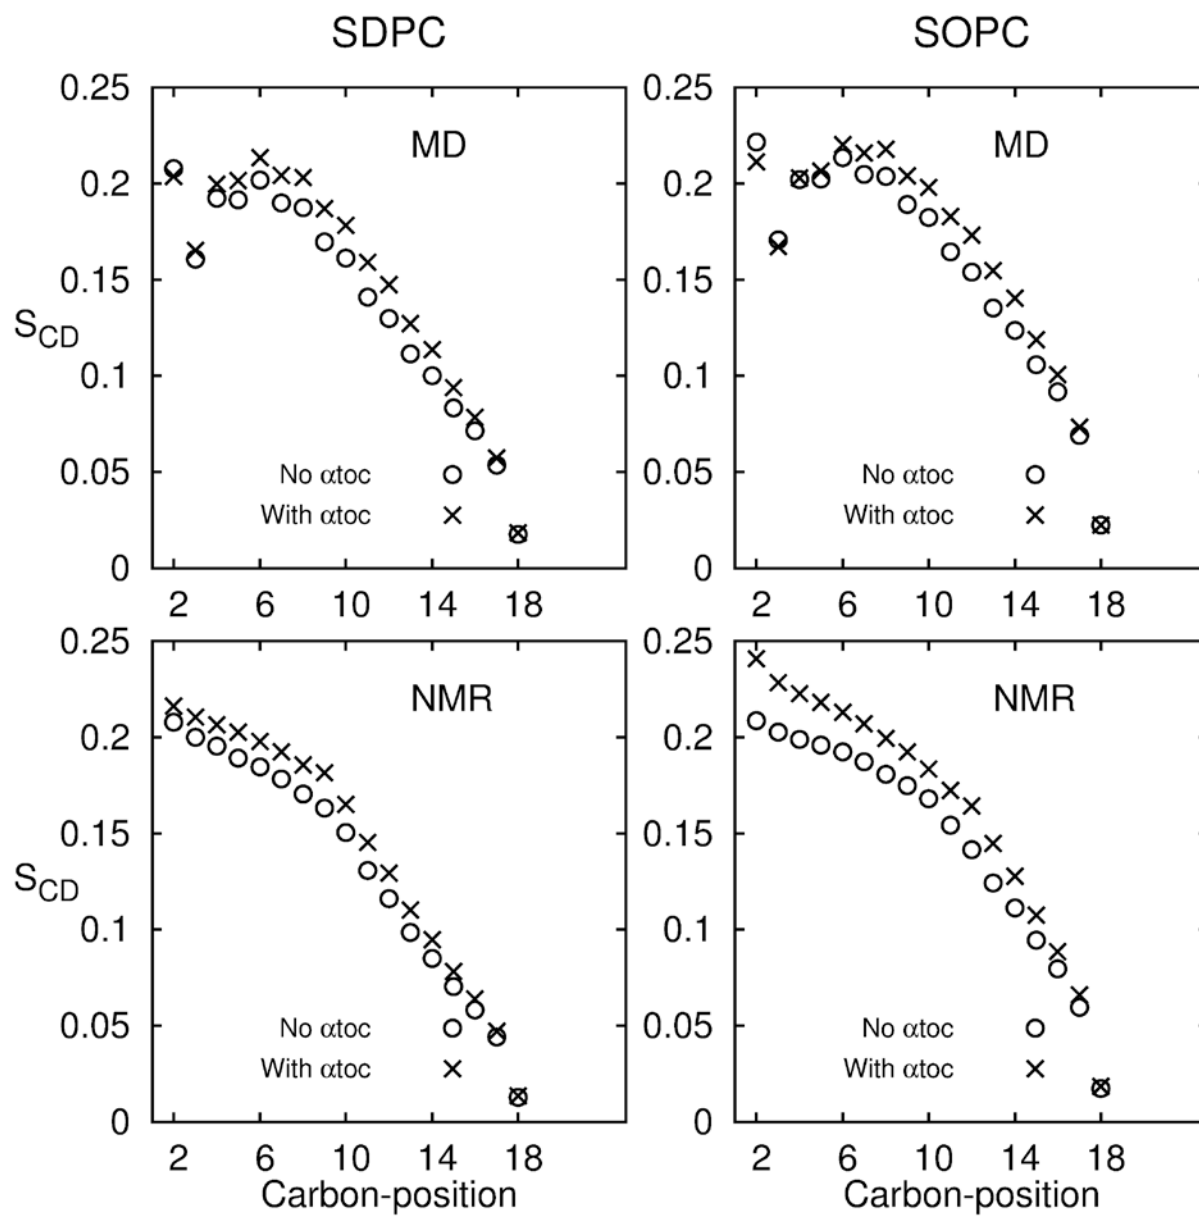 SDPC SOPC
0.25 0.25
MD MD
0.2 0.2
0.15 0.15
S_CD
0.1 0.1
0.05 0.05
No αtoc No αtoc
With αtoc With αtoc
0 0
2 6 10 14 18 2 6 10 14 18
0.25 0.25
NMR NMR
0.2 0.2
0.15 0.15
S_CD
0.1 0.1
0.05 0.05
No αtoc No αtoc
With αtoc With αtoc
0 0
2 6 10 14 18 2 6 10 14 18
Carbon-position Carbon-position